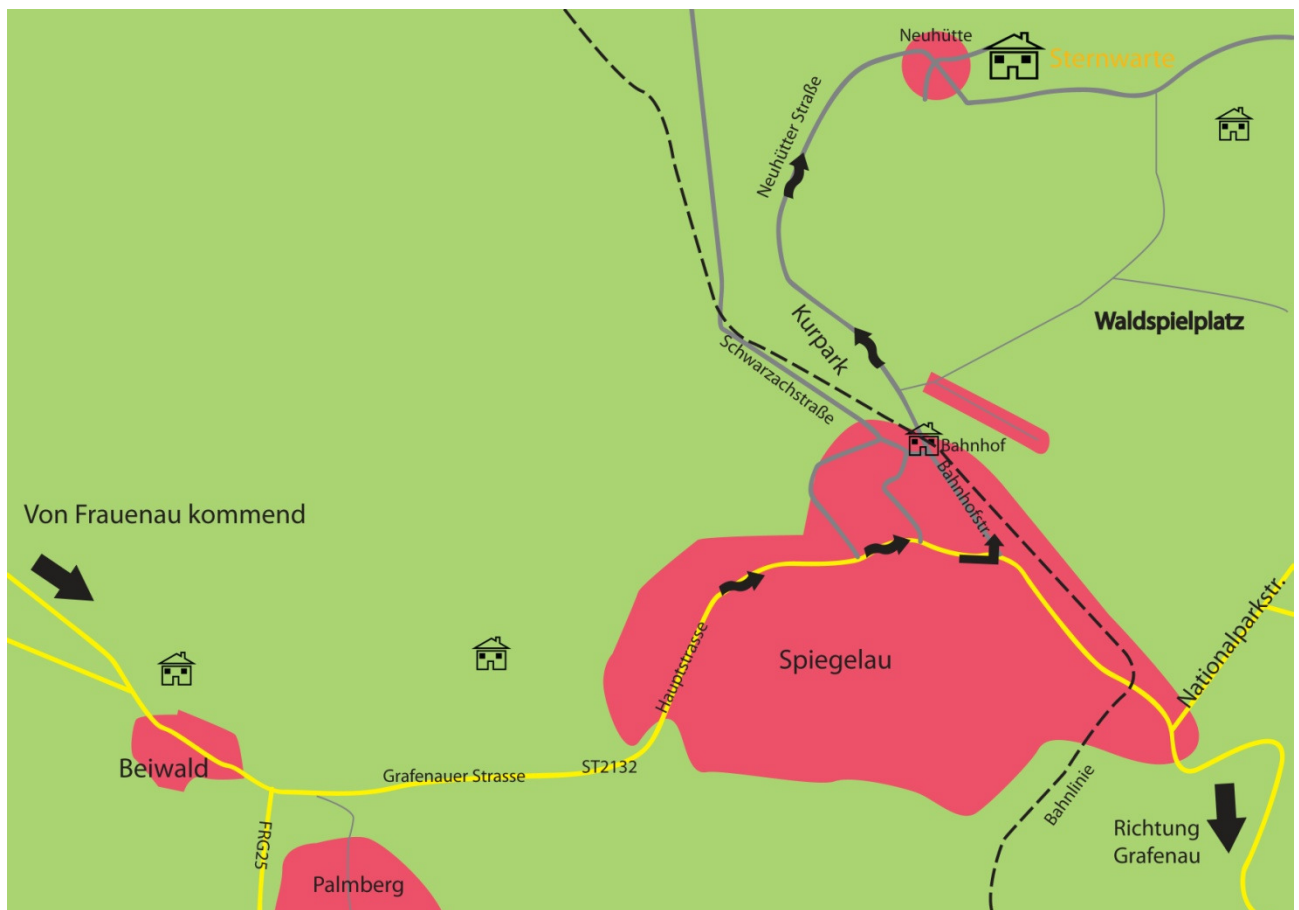 Neuhütte
Sternwarte
Neuhütter Straße
Kurpark
Waldspielplatz
Schwarzachstraße
Bahnhof
Bahnhofstr.
Von Frauenau kommend
Nationalparkstr.
Hauptstrasse
Spiegelau
Beiwald
Grafenauer Strasse
ST2132
Bahnlinie
FRG25
Richtung
Grafenau
Palmberg